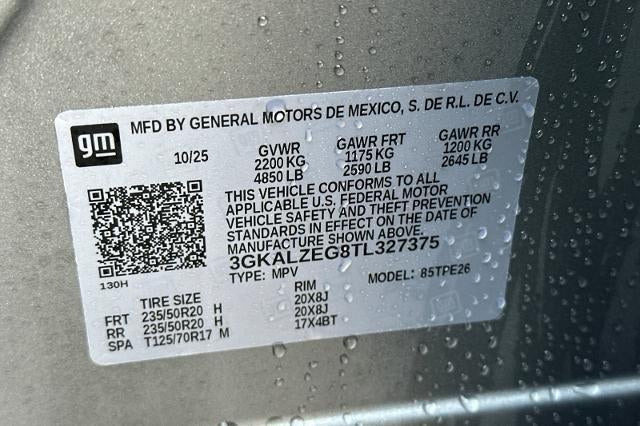 gm
MFD BY GENERAL MOTORS DE MEXICO, S. DE R.L. DE C.V.
10/25 GVWR GAWR FRT GAWR RR
2200 KG 1175 KG 1200 KG
4850 LB 2590 LB 2645 LB
THIS VEHICLE CONFORMS TO ALL
APPLICABLE U.S. FEDERAL MOTOR
VEHICLE SAFETY AND THEFT PREVENTION
STANDARDS IN EFFECT ON THE DATE OF
MANUFACTURE SHOWN ABOVE.
3GKALZEG8TL327375
130H TYPE: MPV MODEL: 85TPE26
TIRE SIZE RIM
FRT 235/50R20 H 20X8J
RR 235/50R20 H 20X8J
SPA T125/70R17 M 17X4BT